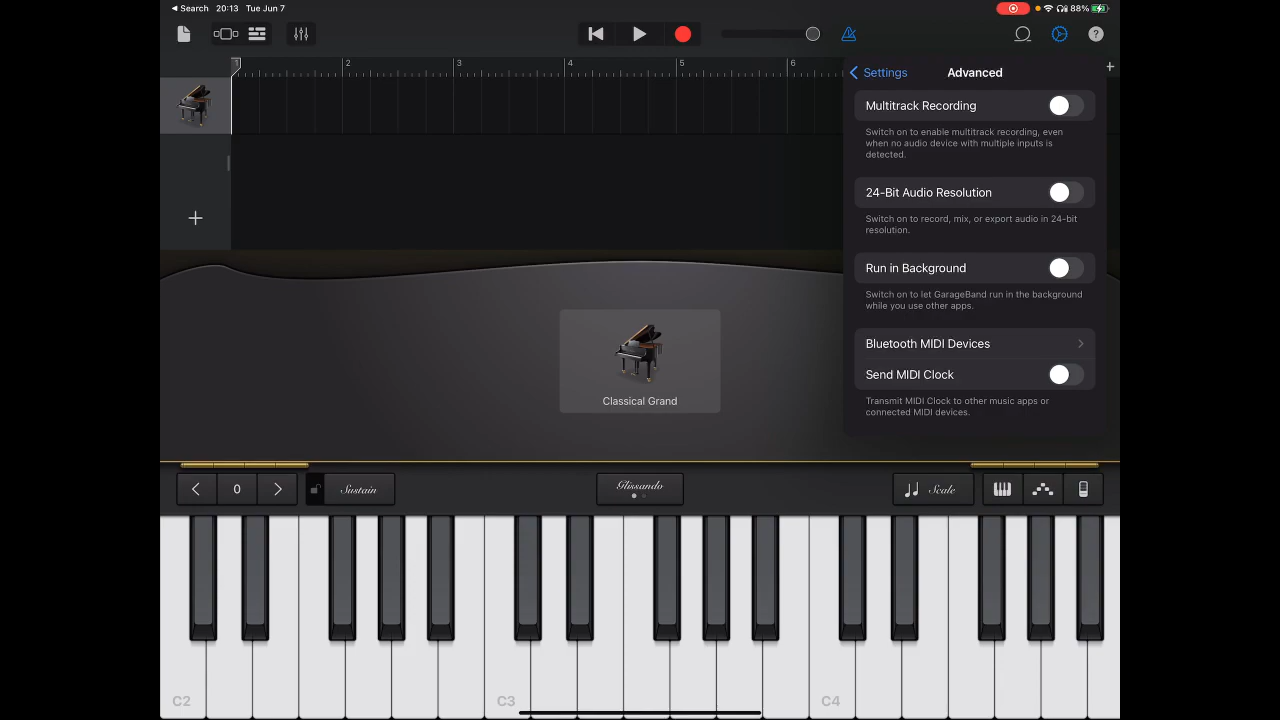 Search 20:13 Tue Jun 7 88%
1 2 3 4 5 6
Settings Advanced
Multitrack Recording
Switch on to enable multitrack recording, even
when no audio device with multiple inputs is
detected.
24-Bit Audio Resolution
Switch on to record, mix, or export audio in 24-bit
resolution.
Run in Background
Switch on to let GarageBand run in the background
while you use other apps.
Bluetooth MIDI Devices
Send MIDI Clock
Transmit MIDI Clock to other music apps or
connected MIDI devices.
Classical Grand
0 Sustain Glissando Scale
C2 C3 C4